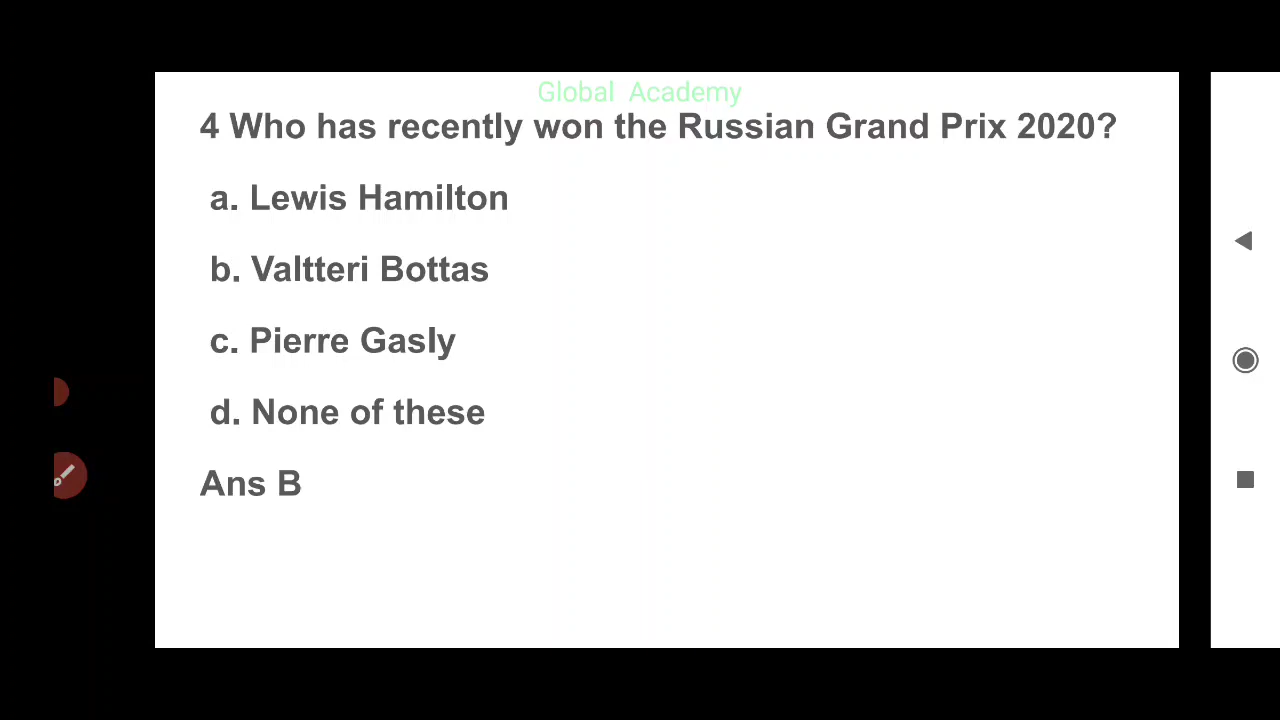 Global Academy
4 Who has recently won the Russian Grand Prix 2020?
a. Lewis Hamilton
b. Valtteri Bottas
c. Pierre Gasly
d. None of these
Ans B